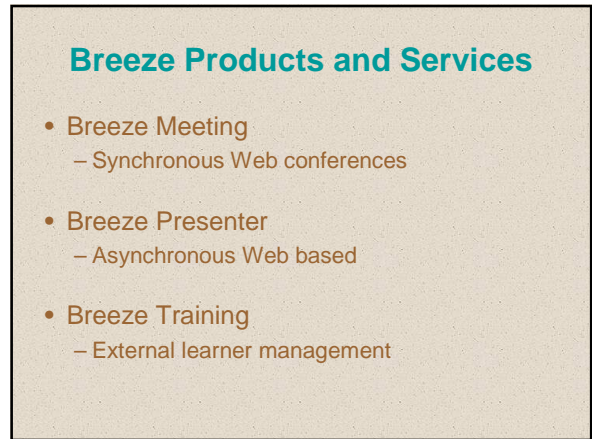 Breeze Products and Services
• Breeze Meeting
– Synchronous Web conferences
• Breeze Presenter
– Asynchronous Web based
• Breeze Training
– External learner management